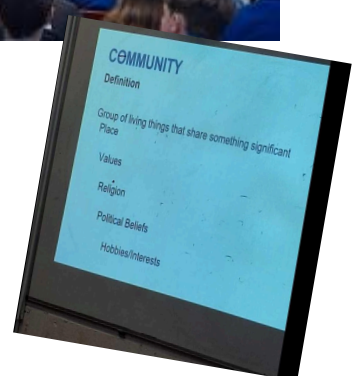 COMMUNITY
Definition
Group of living things that share something significant
Place
Values
Religion
Political Beliefs
Hobbies/Interests